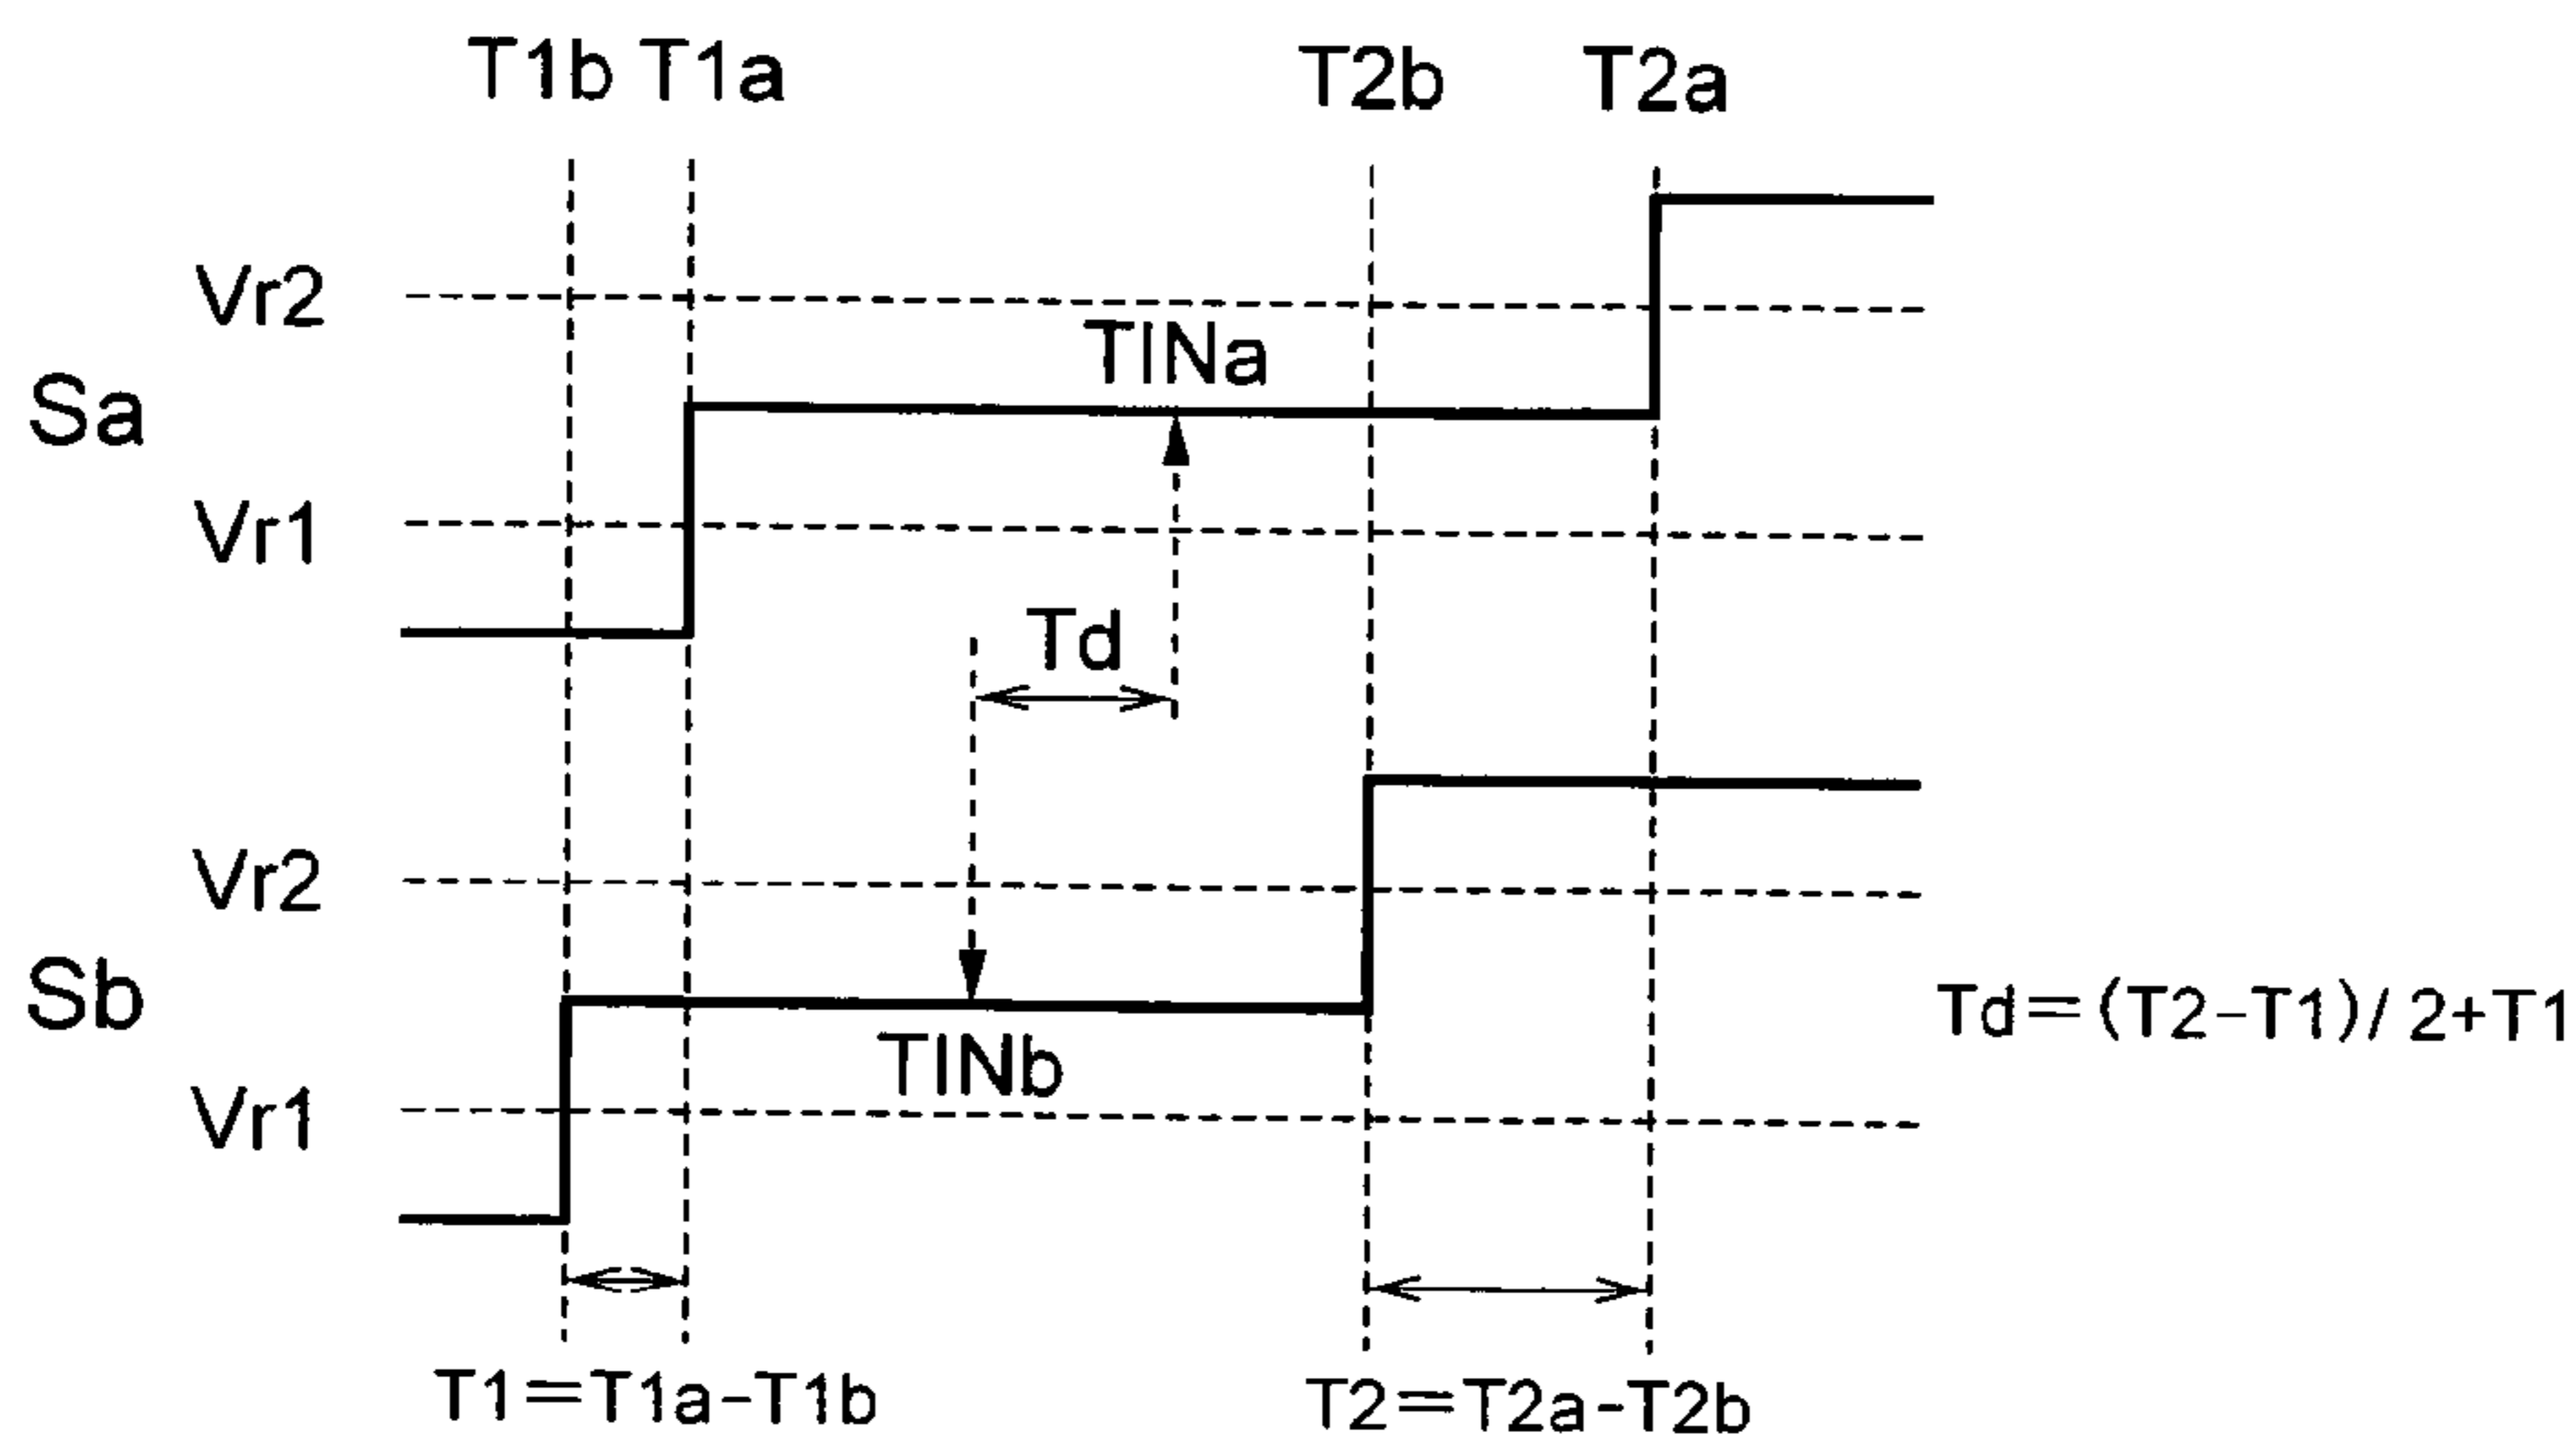 T1b T1a T2b T2a
Vr2
TINa
Sa
Vr1
Td
Vr2
Sb
Td=(T2-T1)/2+T1
TINb
Vr1
T1=T1a-T1b T2=T2a-T2b